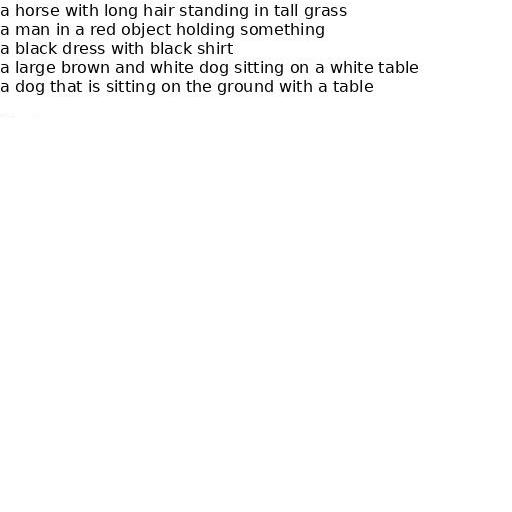 a horse with long hair standing in tall grass
a man in a red object holding something
a black dress with black shirt
a large brown and white dog sitting on a white table
a dog that is sitting on the ground with a table